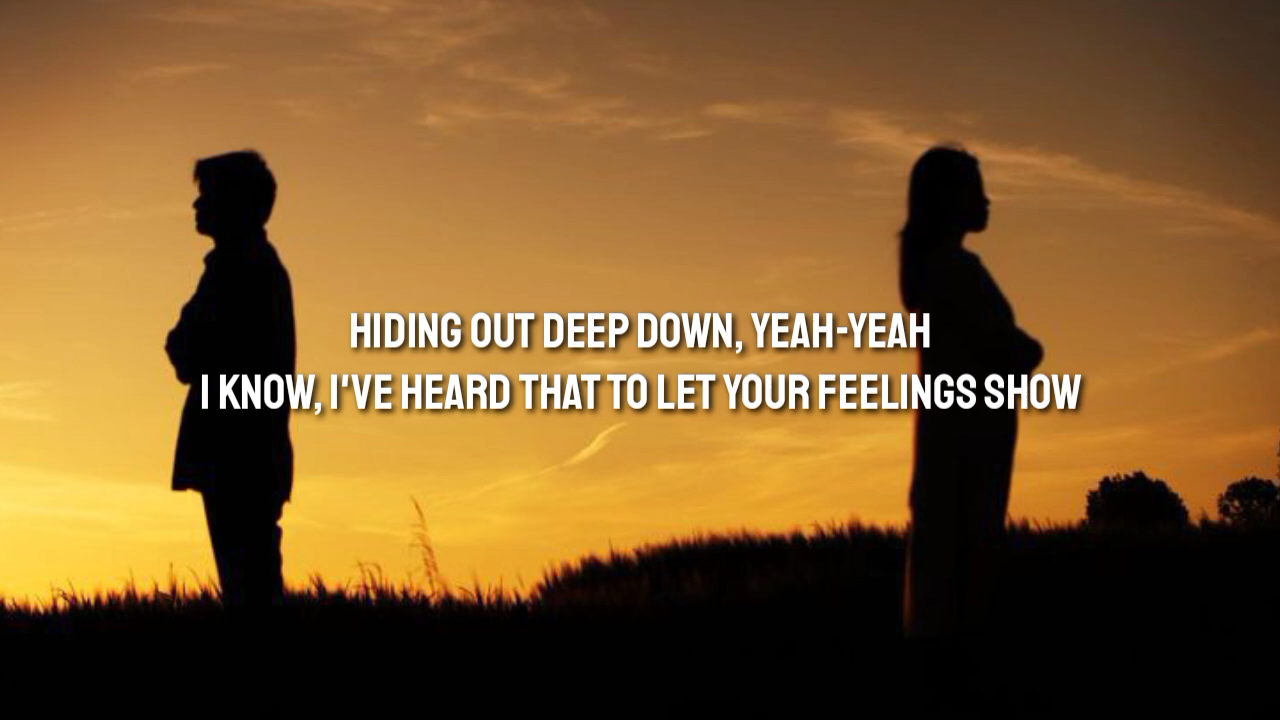 HIDING OUT DEEP DOWN, YEAH-YEAH
I KNOW, I'VE HEARD THAT TO LET YOUR FEELINGS SHOW